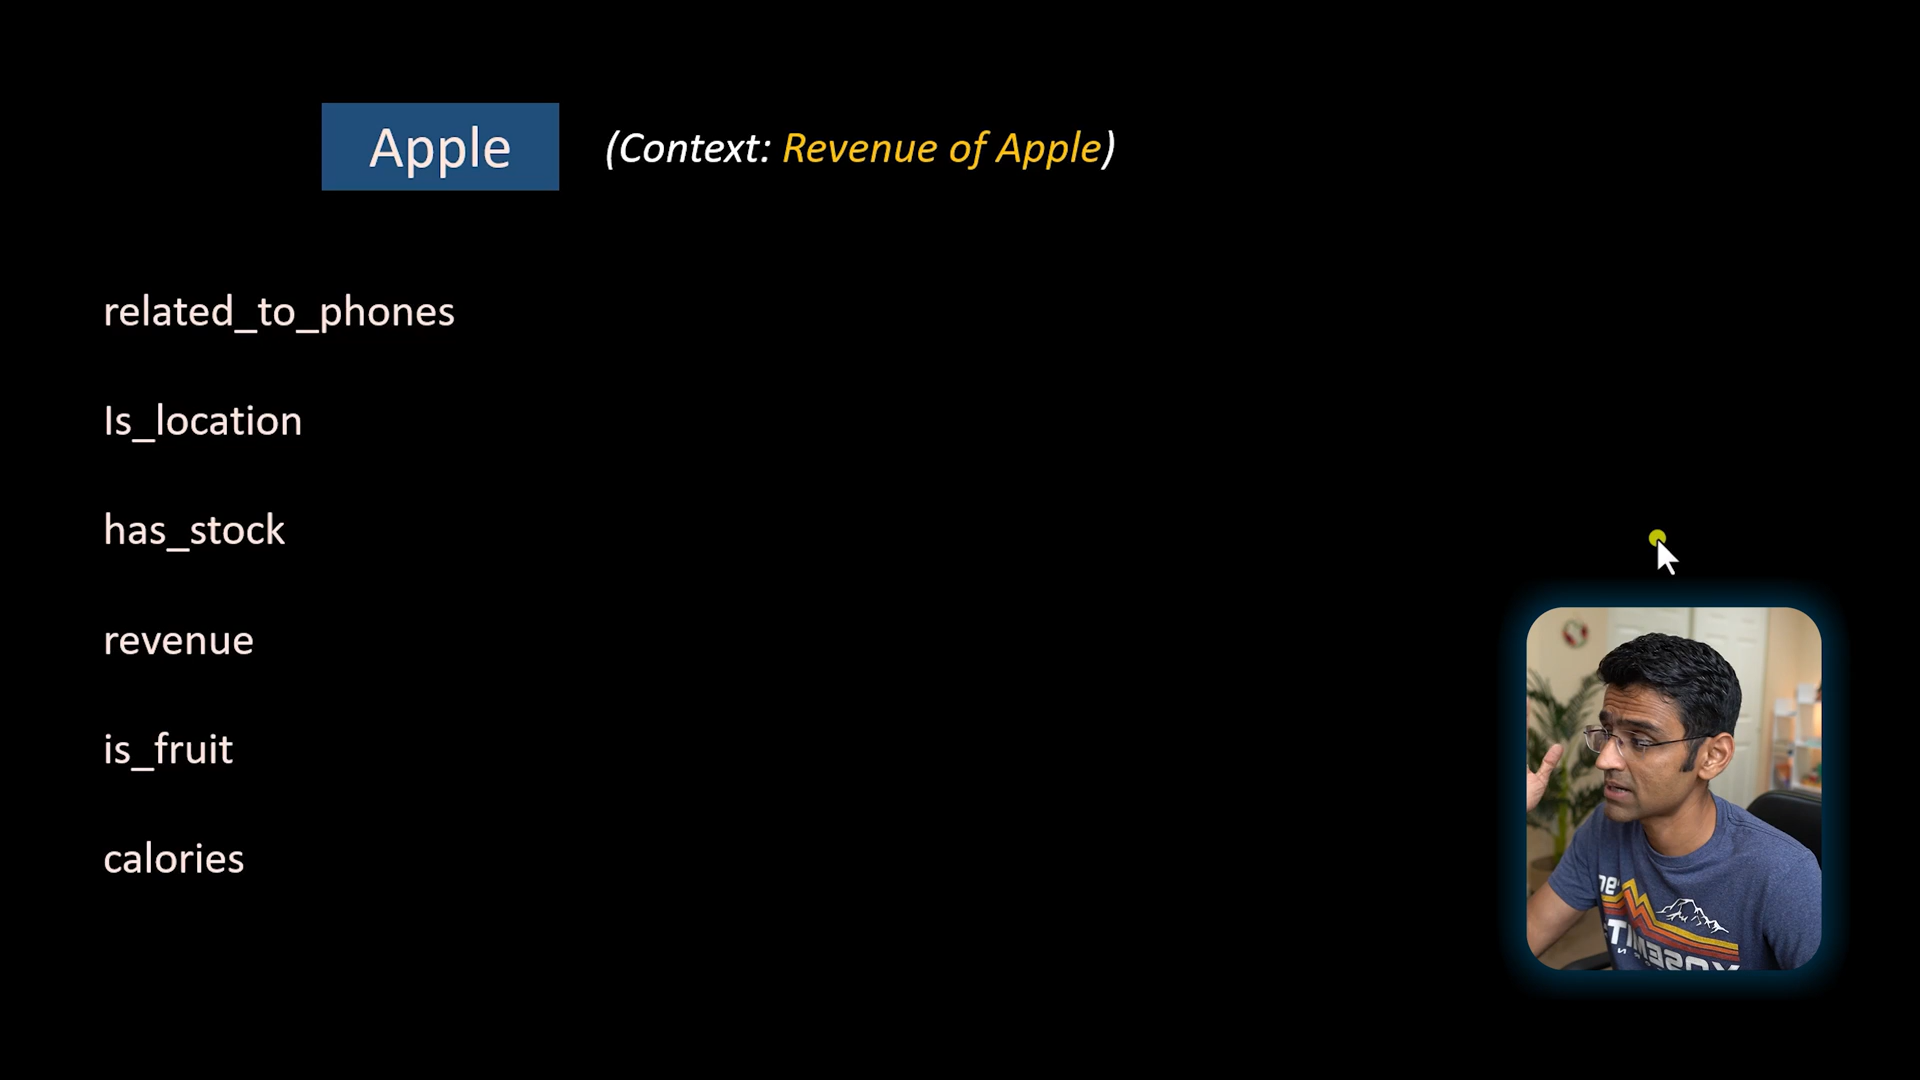 Apple
(Context: Revenue of Apple)
related_to_phones
Is_location
has_stock
revenue
is_fruit
calories